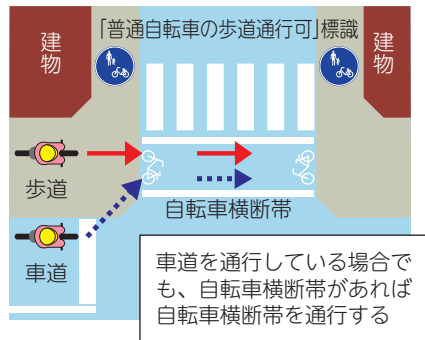 「普通自転車の歩道通行可」標識
建物
建物
歩道
自転車横断帯
車道
車道を通行している場合で
も、自転車横断帯があれば
自転車横断帯を通行する